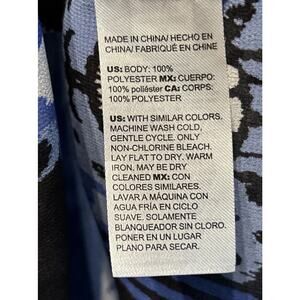 MADE IN CHINA/ HECHO EN
CHINA/ FABRIQUÉ EN CHINE
US: BODY: 100%
POLYESTER MX: CUERPO:
100% poliéster CA: CORPS:
100% POLYESTER
US: WITH SIMILAR COLORS.
MACHINE WASH COLD,
GENTLE CYCLE. ONLY
NON-CHLORINE BLEACH.
LAY FLAT TO DRY. WARM
IRON. MAY BE DRY
CLEANED MX: CON
COLORES SIMILARES.
LAVAR A MÁQUINA CON
AGUA FRÍA EN CICLO
SUAVE. SOLAMENTE
BLANQUEADOR SIN CLORO.
PONER EN UN LUGAR
PLANO PARA SECAR.